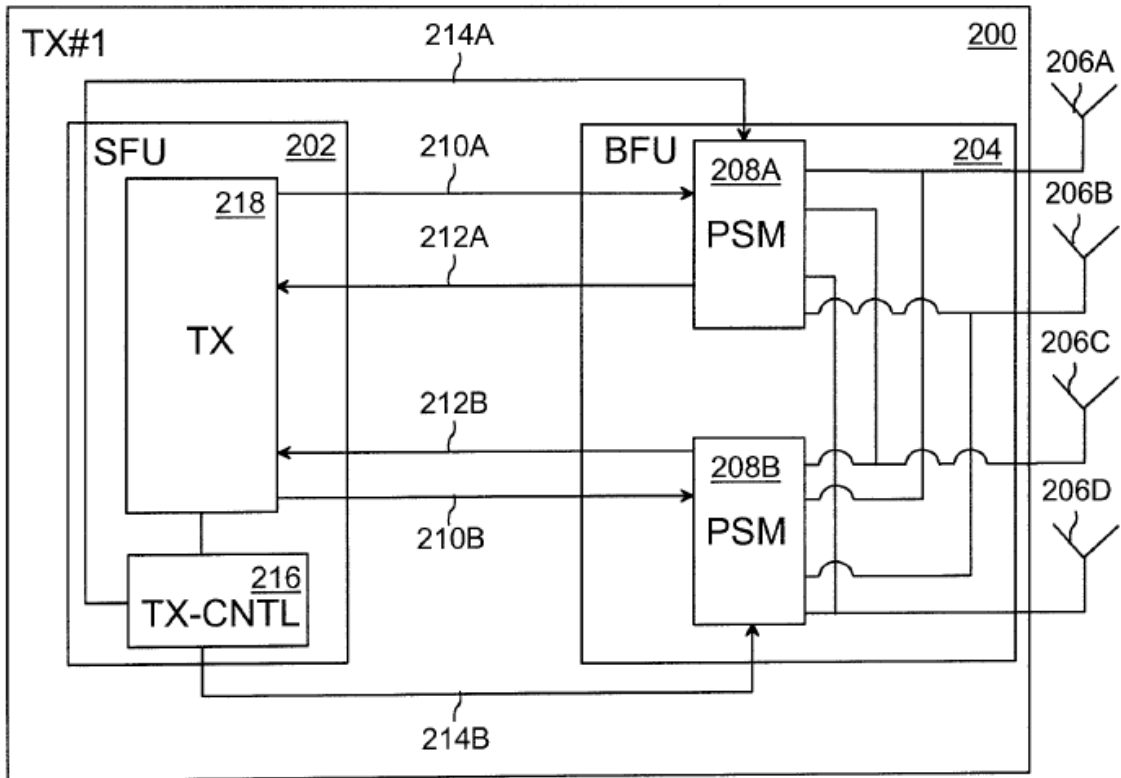 TX#1
200
214A
206A
SFU
202
210A
BFU
204
218
208A
PSM
206B
212A
TX
206C
212B
208B
PSM
206D
210B
216
TX-CNTL
214B